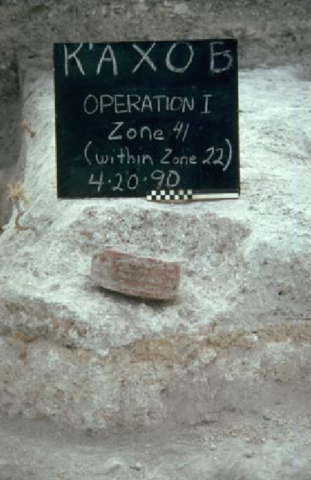 K'AXOB
OPERATION I
Zone 41
(within Zone 22)
4·20·90